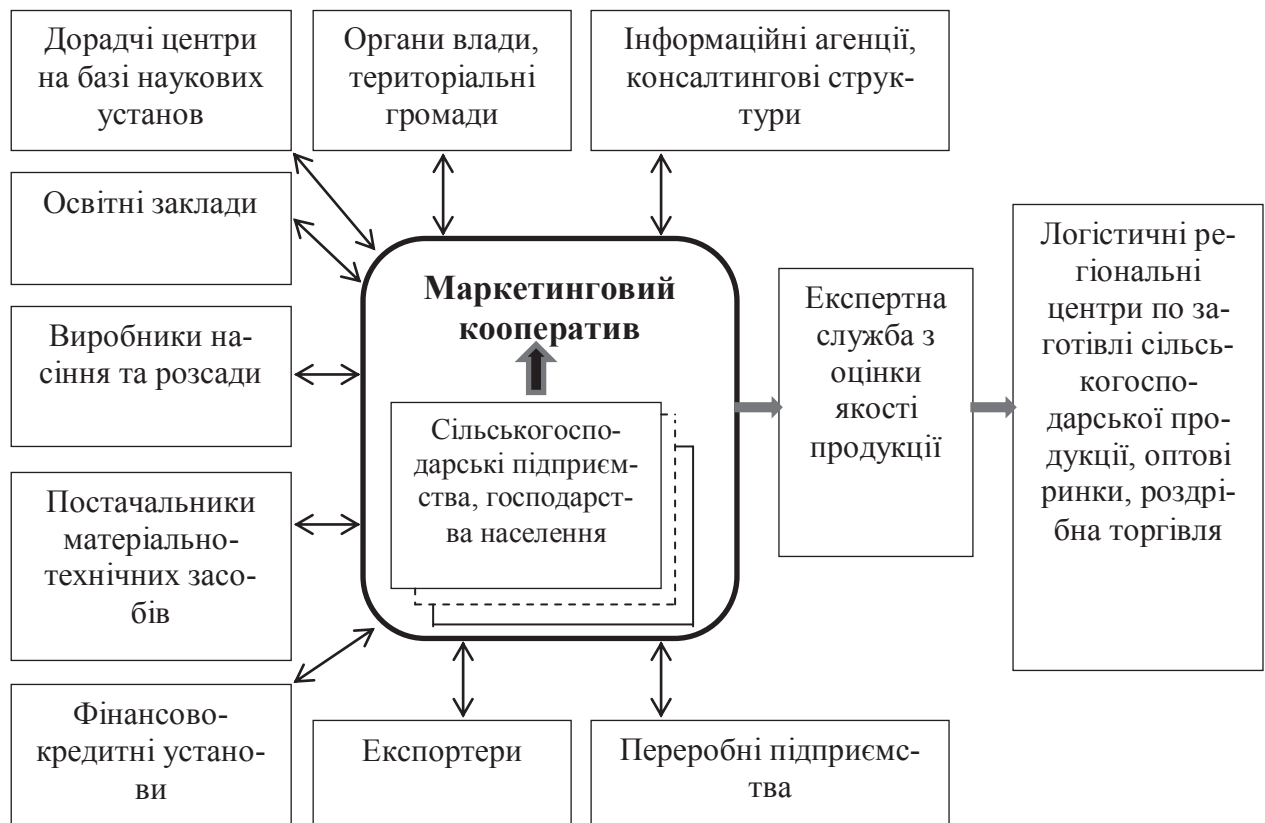 Дорадчі центри
на базі наукових
установ
Органи влади,
територіальні
громади
Інформаційні агенції,
консалтингові струк-
тури
Освітні заклади
Виробники на-
сіння та розсади
Постачальники
матеріально-
технічних засо-
бів
Фінансово-
кредитні устано-
ви
Маркетинговий
кооператив
Сільськогоспо-
дарські підприєм-
ства, господарст-
ва населення
Експертна
служба з
оцінки
якості
продукції
Логістичні ре-
гіональні
центри по за-
готівлі сільсь-
когоспо-
дарської про-
дукції, оптові
ринки, роздрі-
бна торгівля
Експортери
Переробні підприємс-
тва